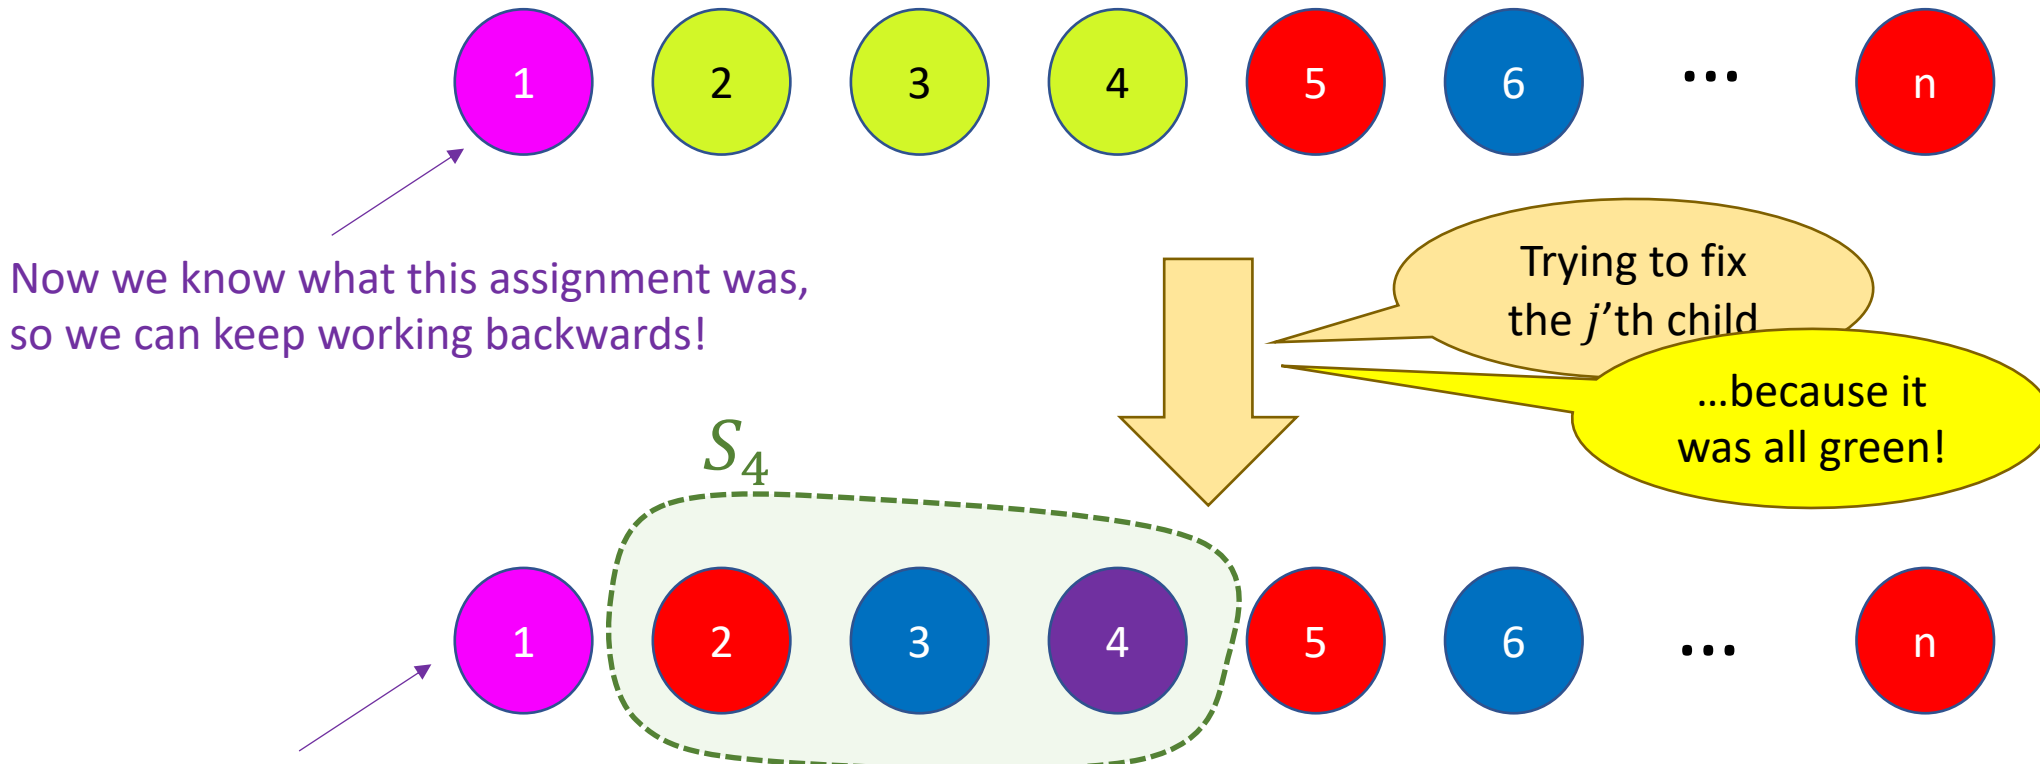 1 2 3 4 5 6 … n
Now we know what this assignment was,
so we can keep working backwards!
Trying to fix
the j’th child
…because it
was all green!
S₄
1 2 3 4 5 6 … n